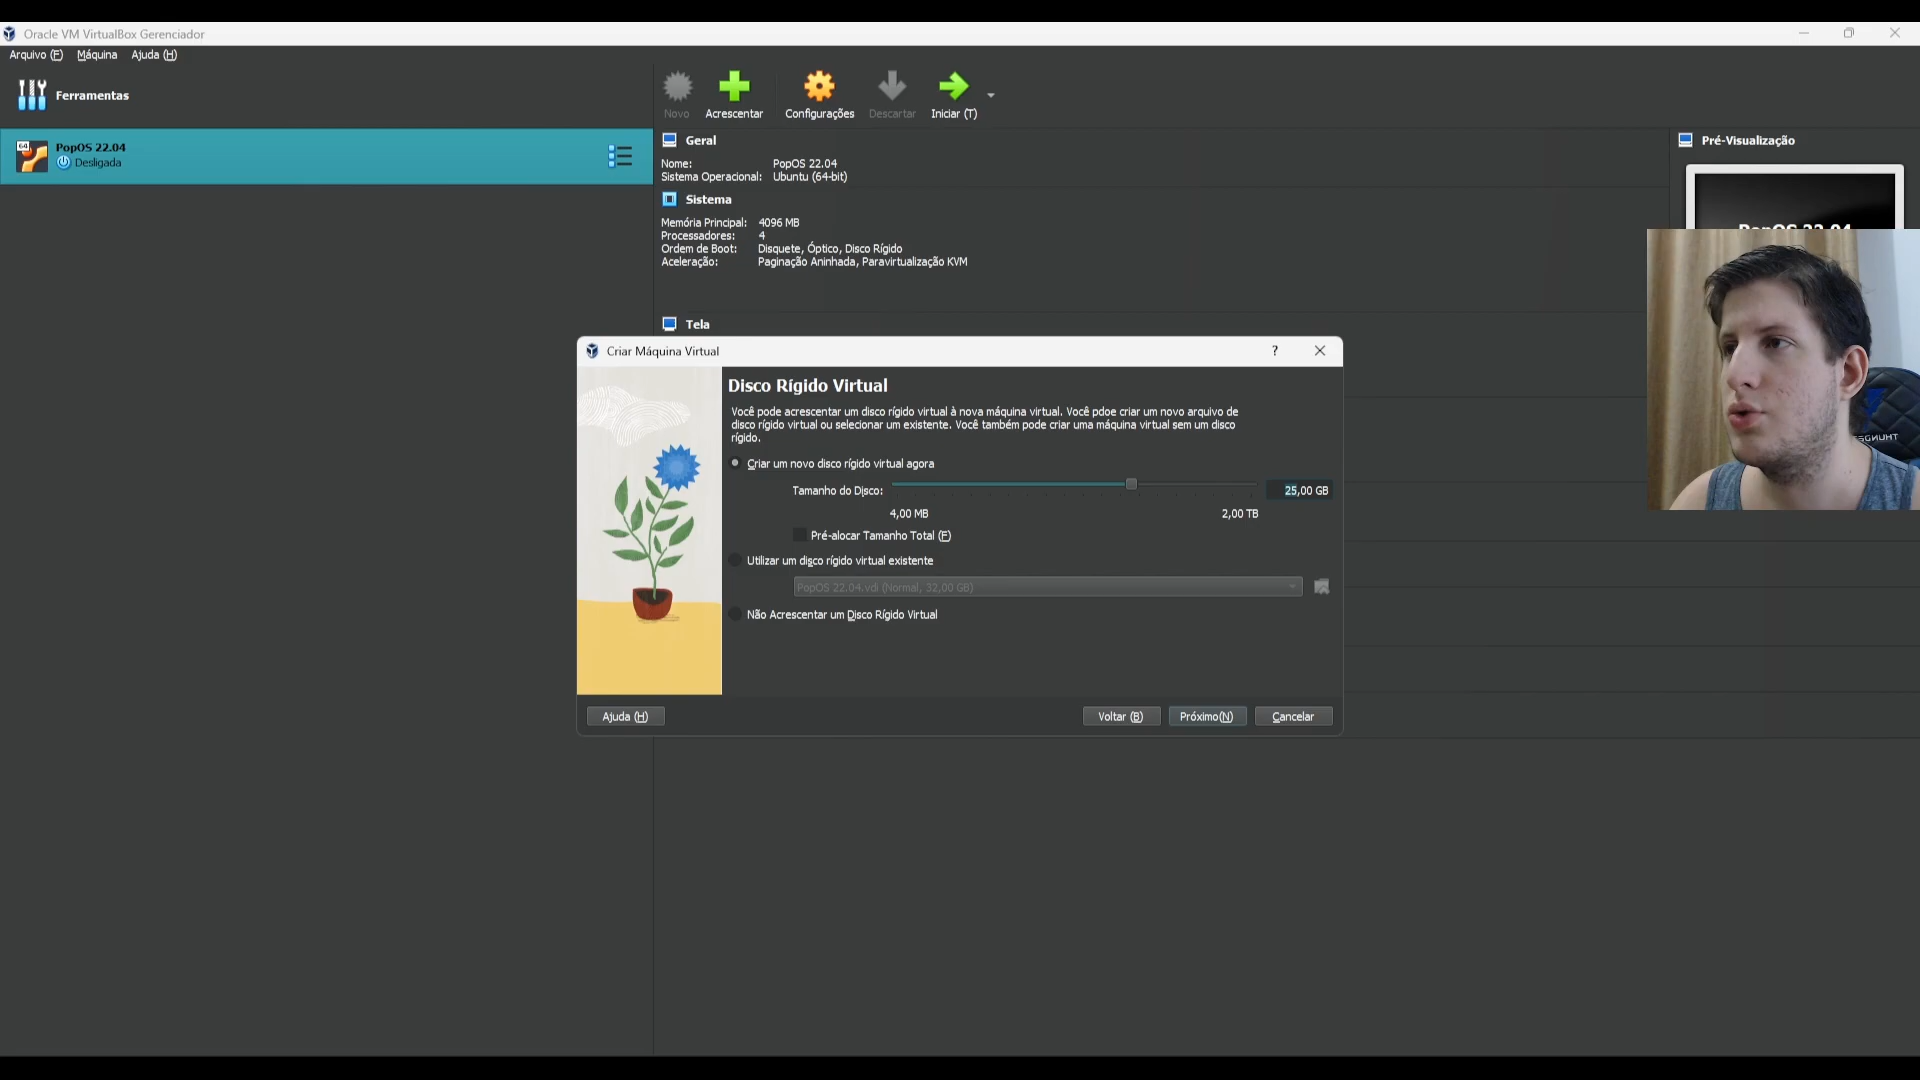 Oracle VM VirtualBox Gerenciador
Arquivo (F) Máquina Ajuda (H)
Ferramentas
Novo Acrescentar Configurações Descartar Iniciar (T)
64 PopOS 22.04
Desligada
Geral
Nome: PopOS 22.04
Sistema Operacional: Ubuntu (64-bit)
Sistema
Memória Principal: 4096 MB
Processadores: 4
Ordem de Boot: Disquete, Óptico, Disco Rígido
Aceleração: Paginação Aninhada, Paravirtualização KVM
Tela
Pré-Visualização
PopOS 22.04
Criar Máquina Virtual
?
Disco Rígido Virtual
Você pode acrescentar um disco rígido virtual à nova máquina virtual. Você pdoe criar um novo arquivo de
disco rígido virtual ou selecionar um existente. Você também pode criar uma máquina virtual sem um disco
rígido.
Criar um novo disco rígido virtual agora
Tamanho do Disco: 25,00 GB
4,00 MB 2,00 TB
Pré-alocar Tamanho Total (F)
Utilizar um disco rígido virtual existente
PopOS 22.04.vdi (Normal, 32,00 GB)
Não Acrescentar um Disco Rígido Virtual
Ajuda (H) Voltar (B) Próximo(N) Cancelar